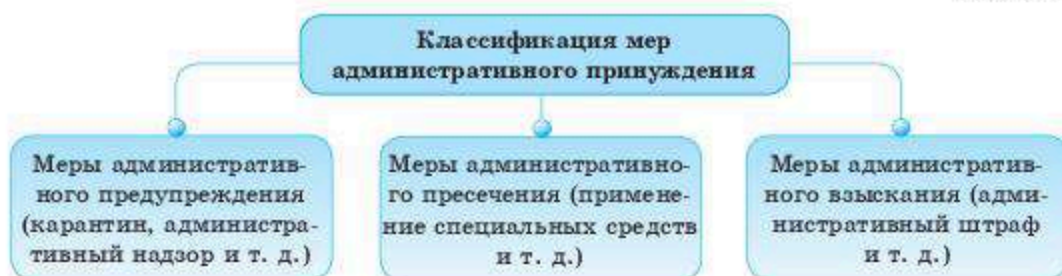 Классификация мер
административного принуждения
Меры административ-
ного предупреждения
(карантин, администра-
тивный надзор и т. д.)
Меры административно-
го пресечения (примене-
ние специальных средств
и т. д.)
Меры административ-
ного взыскания (адми-
нистративный штраф
и т. д.)